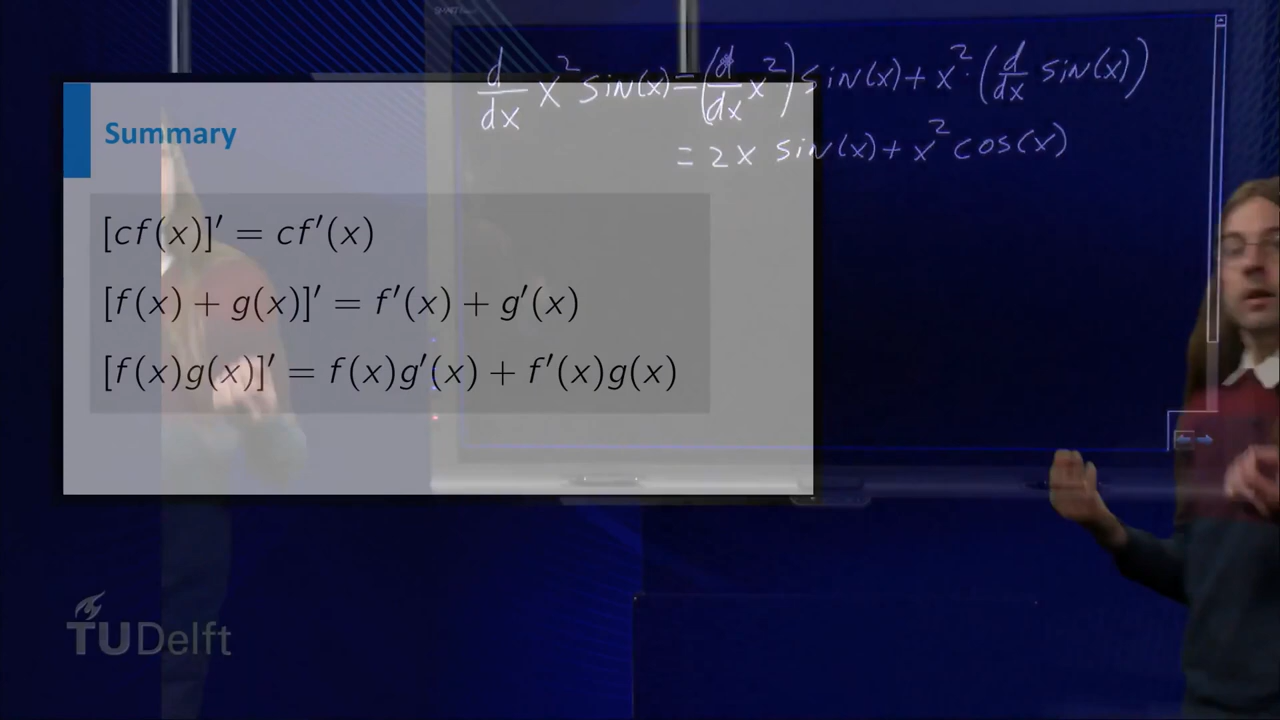 d/dx x² sin(x) = (d/dx x²) sin(x) + x² · (d/dx sin(x))
= 2x sin(x) + x² cos(x)
Summary
[cf(x)]′ = cf′(x)
[f(x) + g(x)]′ = f′(x) + g′(x)
[f(x)g(x)]′ = f(x)g′(x) + f′(x)g(x)
TUDelft